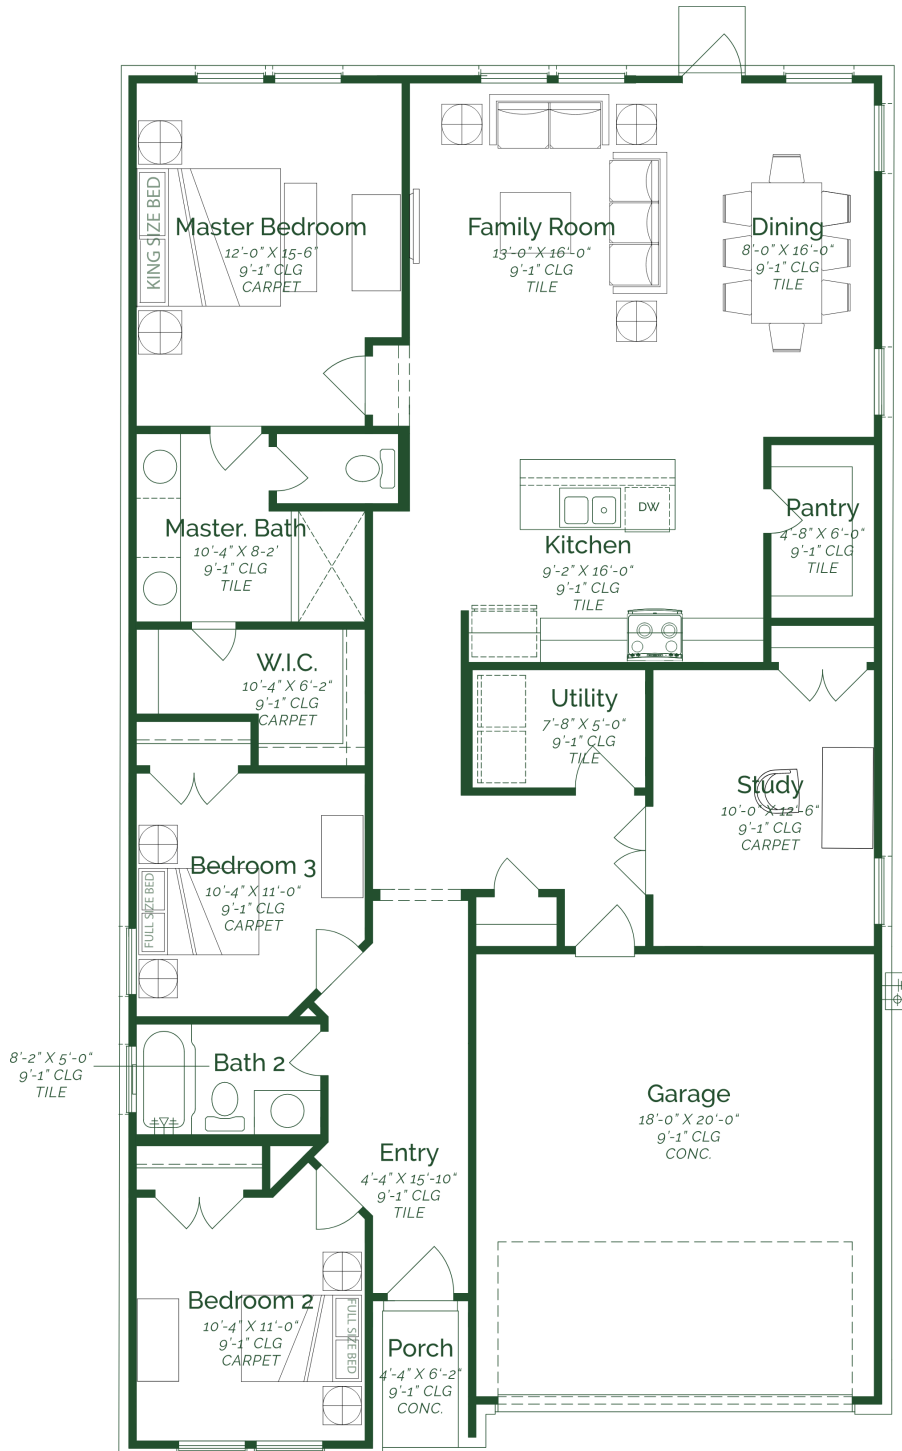 KING SIZE BED
Master Bedroom
12'-0" X 15-6"
9'-1" CLG
CARPET
Family Room
13'-0" X 16'-0"
9'-1" CLG
TILE
Dining
8'-0" X 16'-0"
9'-1" CLG
TILE
Master. Bath
10'-4" X 8-2'
9'-1" CLG
TILE
DW
Kitchen
9'-2" X 16'-0"
9'-1" CLG
TILE
Pantry
4'-8" X 6'-0"
9'-1" CLG
TILE
W.I.C.
10'-4" X 6'-2"
9'-1" CLG
CARPET
Utility
7'-8" X 5'-0"
9'-1" CLG
TILE
Study
10'-0" X 12'-6"
9'-1" CLG
CARPET
Bedroom 3
10'-4" X 11'-0"
9'-1" CLG
CARPET
FULL SIZE BED
Bath 2
8'-2" X 5'-0"
9'-1" CLG
TILE
Garage
18'-0" X 20'-0"
9'-1" CLG
CONC.
Entry
4'-4" X 15'-10"
9'-1" CLG
TILE
Bedroom 2
10'-4" X 11'-0"
9'-1" CLG
CARPET
FULL SIZE BED
Porch
4'-4" X 6'-2"
9'-1" CLG
CONC.